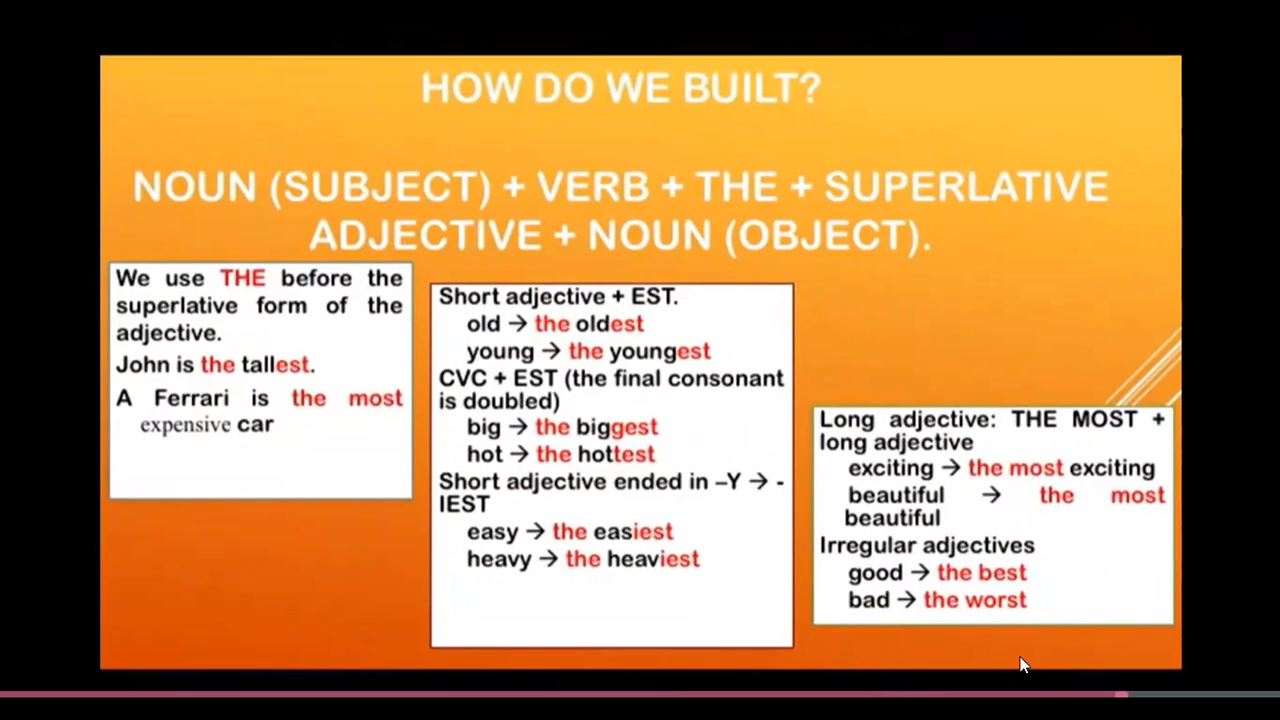 HOW DO WE BUILT?
NOUN (SUBJECT) + VERB + THE + SUPERLATIVE
ADJECTIVE + NOUN (OBJECT).
We use THE before the
superlative form of the
adjective.
John is the tallest.
A Ferrari is the most
expensive car
Short adjective + EST.
old → the oldest
young → the youngest
CVC + EST (the final consonant
is doubled)
big → the biggest
hot → the hottest
Short adjective ended in –Y → -
IEST
easy → the easiest
heavy → the heaviest
Long adjective: THE MOST +
long adjective
exciting → the most exciting
beautiful → the most
beautiful
Irregular adjectives
good → the best
bad → the worst